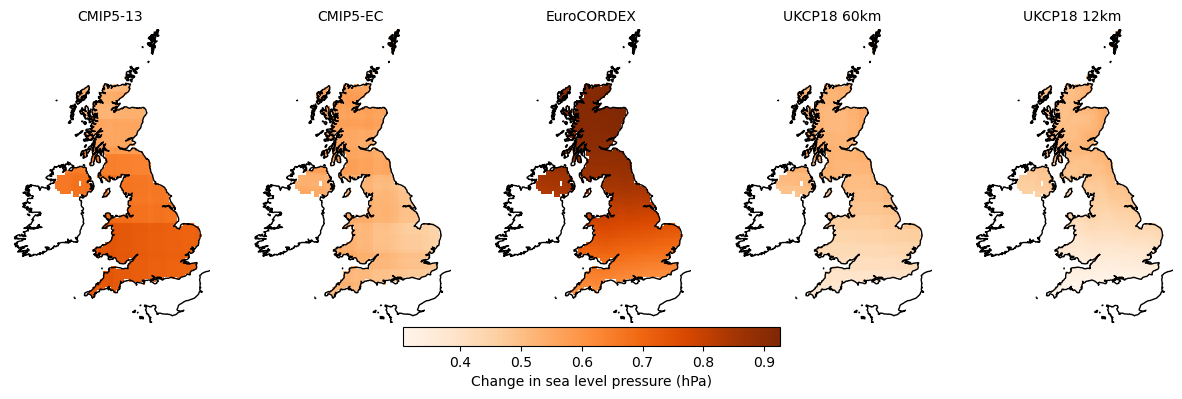 CMIP5-13 CMIP5-EC EuroCORDEX UKCP18 60km UKCP18 12km
0.4 0.5 0.6 0.7 0.8 0.9
Change in sea level pressure (hPa)